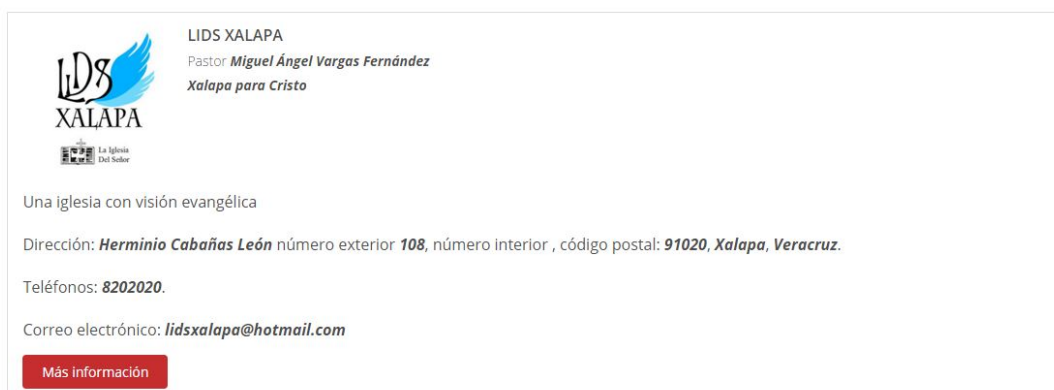 LIDS
XALAPA
La Iglesia
Del Señor
LIDS XALAPA
Pastor Miguel Ángel Vargas Fernández
Xalapa para Cristo
Una iglesia con visión evangélica
Dirección: Herminio Cabañas León número exterior 108, número interior , código postal: 91020, Xalapa, Veracruz.
Teléfonos: 8202020.
Correo electrónico: lidsxalapa@hotmail.com
Más información